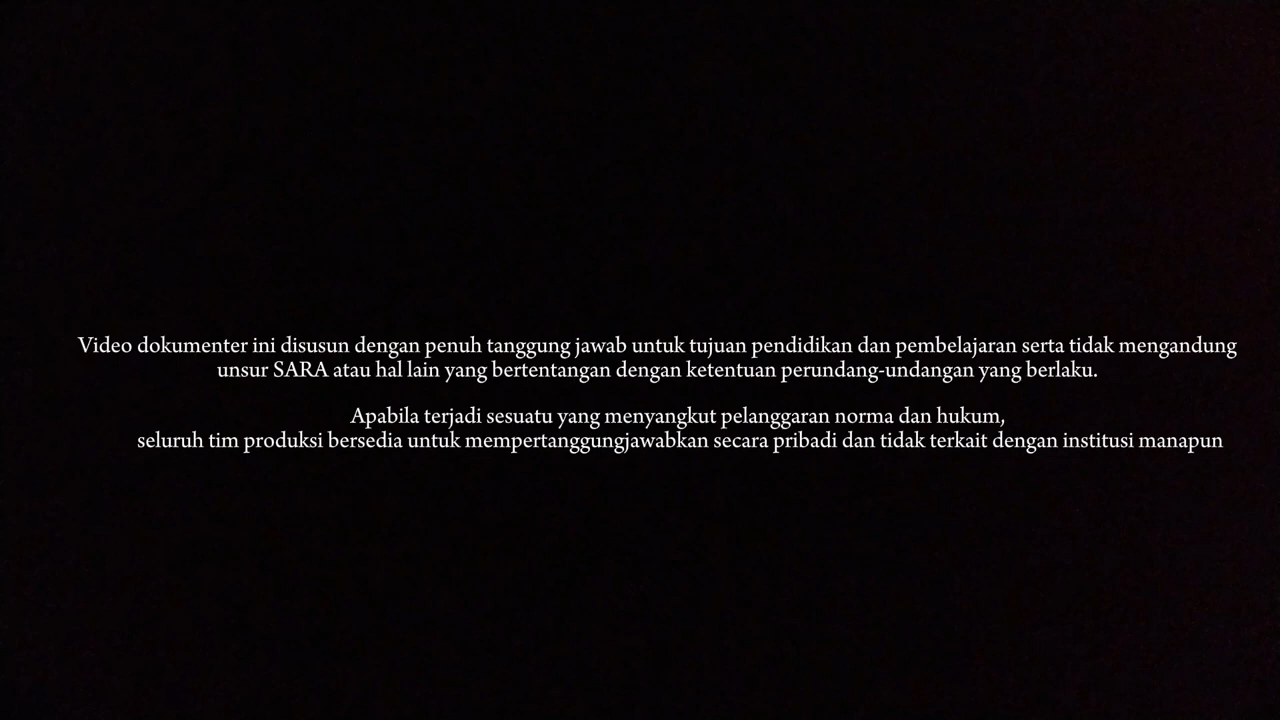 Video dokumenter ini disusun dengan penuh tanggung jawab untuk tujuan pendidikan dan pembelajaran serta tidak mengandung
unsur SARA atau hal lain yang bertentangan dengan ketentuan perundang-undangan yang berlaku.
Apabila terjadi sesuatu yang menyangkut pelanggaran norma dan hukum,
seluruh tim produksi bersedia untuk mempertanggungjawabkan secara pribadi dan tidak terkait dengan institusi manapun